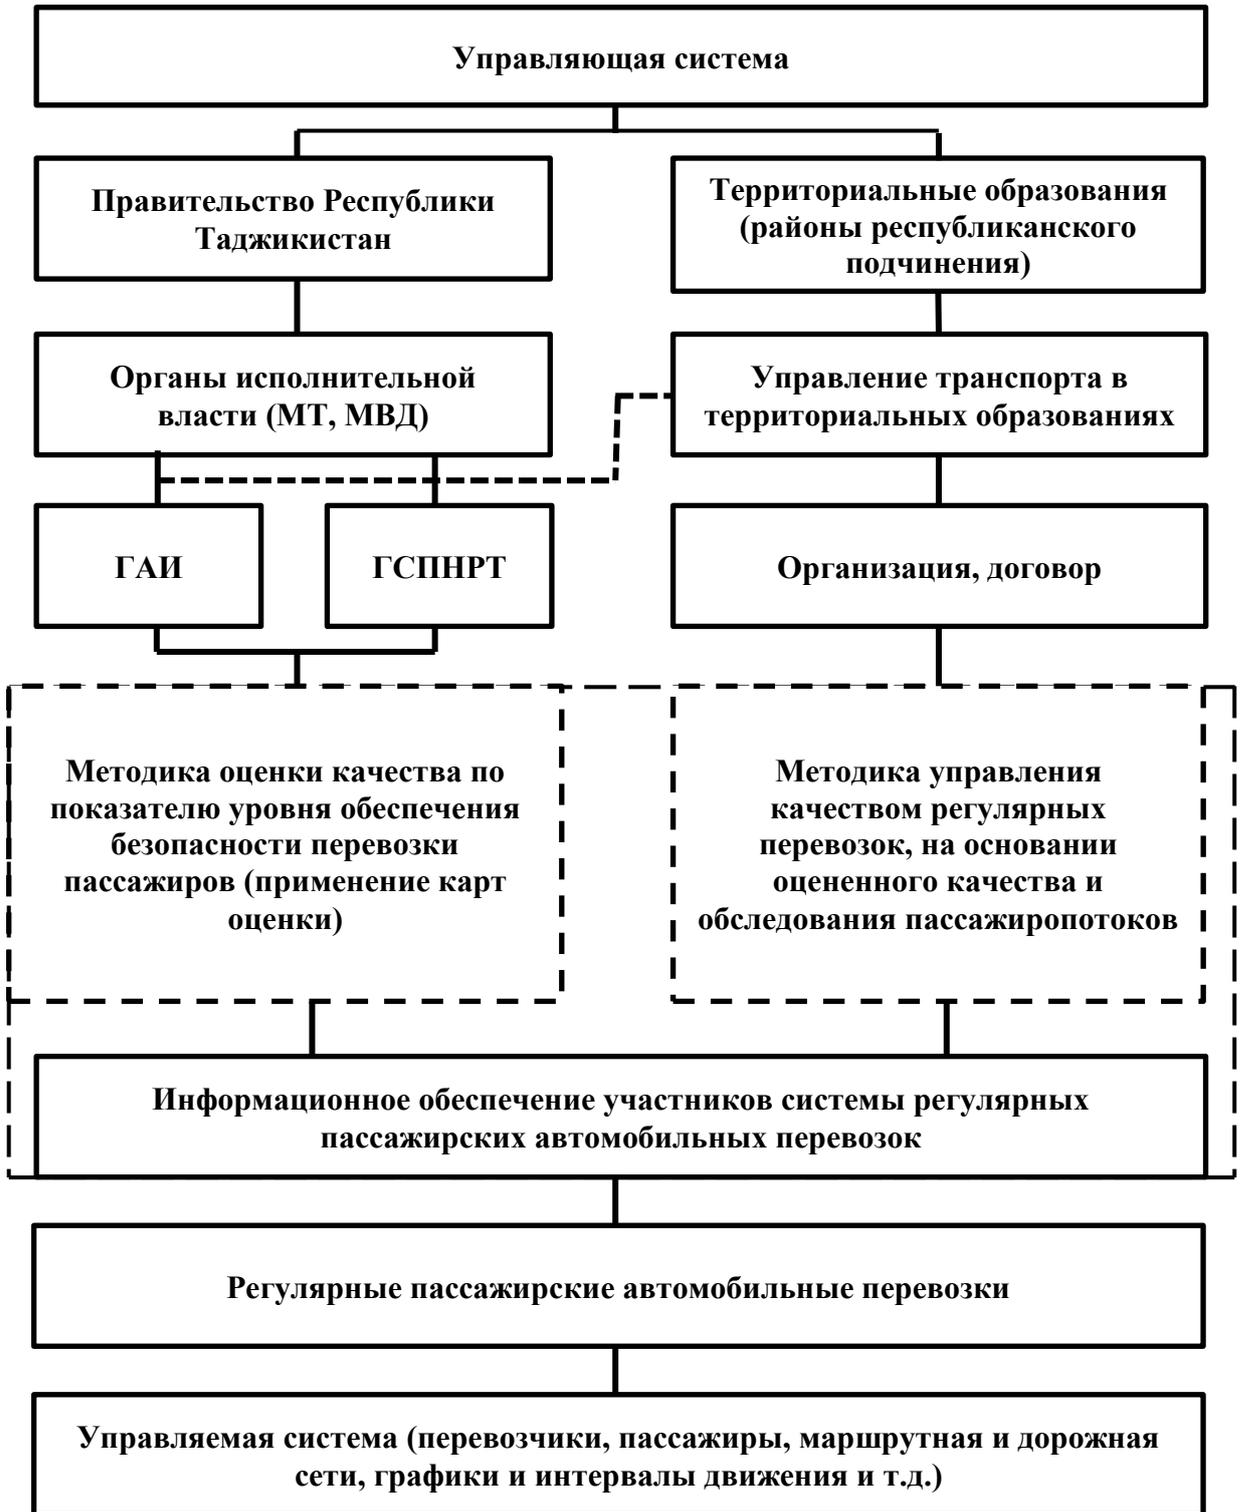 Управляющая система
Правительство Республики
Таджикистан
Территориальные образования
(районы республиканского
подчинения)
Органы исполнительной
власти (МТ, МВД)
Управление транспорта в
территориальных образованиях
ГАИ
ГСПНРТ
Организация, договор
Методика оценки качества по
показателю уровня обеспечения
безопасности перевозки
пассажиров (применение карт
оценки)
Методика управления
качеством регулярных
перевозок, на основании
оцененного качества и
обследования пассажиропотоков
Информационное обеспечение участников системы регулярных
пассажирских автомобильных перевозок
Регулярные пассажирские автомобильные перевозки
Управляемая система (перевозчики, пассажиры, маршрутная и дорожная
сети, графики и интервалы движения и т.д.)